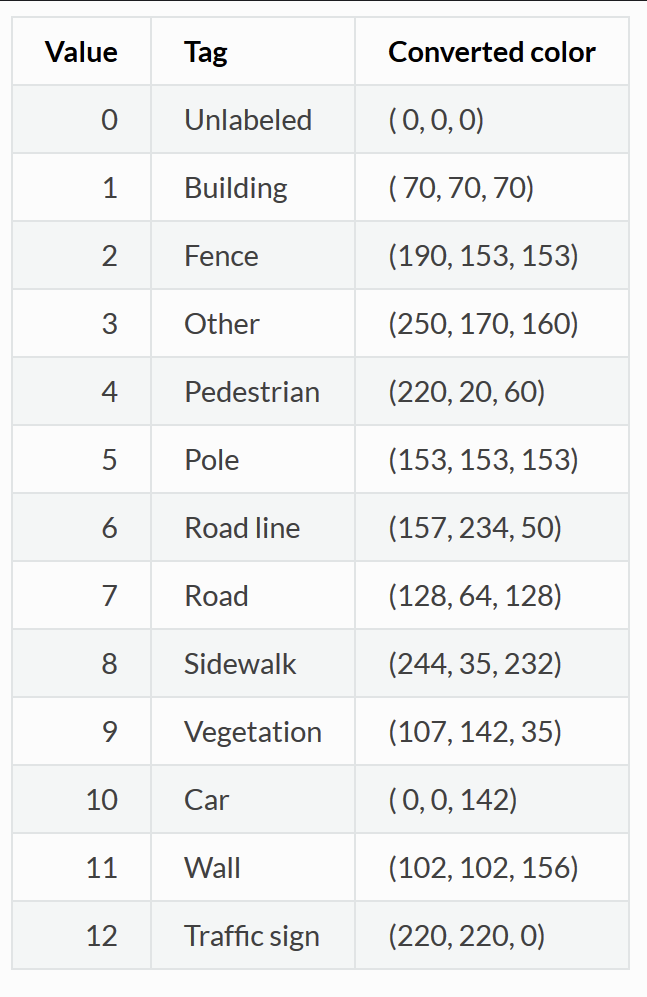 Value Tag Converted color
0 Unlabeled ( 0, 0, 0)
1 Building ( 70, 70, 70)
2 Fence (190, 153, 153)
3 Other (250, 170, 160)
4 Pedestrian (220, 20, 60)
5 Pole (153, 153, 153)
6 Road line (157, 234, 50)
7 Road (128, 64, 128)
8 Sidewalk (244, 35, 232)
9 Vegetation (107, 142, 35)
10 Car ( 0, 0, 142)
11 Wall (102, 102, 156)
12 Traffic sign (220, 220, 0)